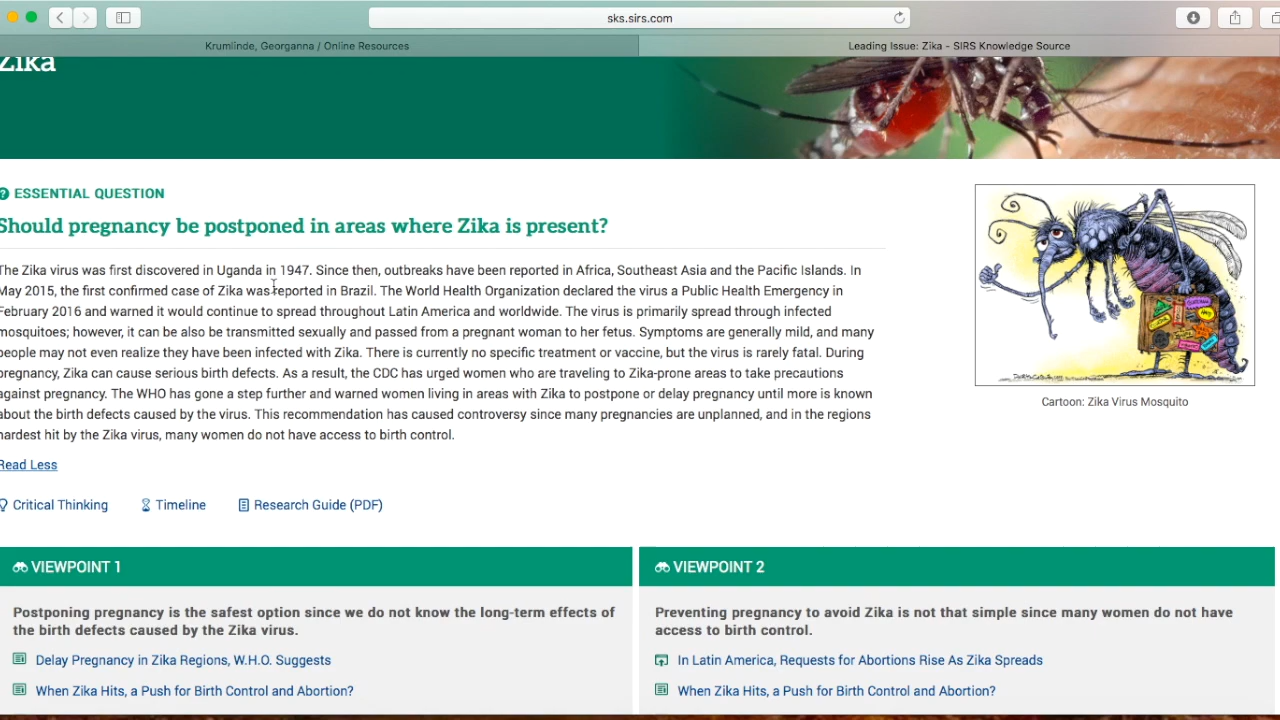 sks.sirs.com
Krumlinde, Georganna / Online Resources
Leading Issue: Zika - SIRS Knowledge Source
Zika
ESSENTIAL QUESTION
Should pregnancy be postponed in areas where Zika is present?
The Zika virus was first discovered in Uganda in 1947. Since then, outbreaks have been reported in Africa, Southeast Asia and the Pacific Islands. In
May 2015, the first confirmed case of Zika was reported in Brazil. The World Health Organization declared the virus a Public Health Emergency in
February 2016 and warned it would continue to spread throughout Latin America and worldwide. The virus is primarily spread through infected
mosquitoes; however, it can be also be transmitted sexually and passed from a pregnant woman to her fetus. Symptoms are generally mild, and many
people may not even realize they have been infected with Zika. There is currently no specific treatment or vaccine, but the virus is rarely fatal. During
pregnancy, Zika can cause serious birth defects. As a result, the CDC has urged women who are traveling to Zika-prone areas to take precautions
against pregnancy. The WHO has gone a step further and warned women living in areas with Zika to postpone or delay pregnancy until more is known
about the birth defects caused by the virus. This recommendation has caused controversy since many pregnancies are unplanned, and in the regions
hardest hit by the Zika virus, many women do not have access to birth control.
Cartoon: Zika Virus Mosquito
Read Less
Critical Thinking
Timeline
Research Guide (PDF)
VIEWPOINT 1
Postponing pregnancy is the safest option since we do not know the long-term effects of
the birth defects caused by the Zika virus.
Delay Pregnancy in Zika Regions, W.H.O. Suggests
When Zika Hits, a Push for Birth Control and Abortion?
VIEWPOINT 2
Preventing pregnancy to avoid Zika is not that simple since many women do not have
access to birth control.
In Latin America, Requests for Abortions Rise As Zika Spreads
When Zika Hits, a Push for Birth Control and Abortion?